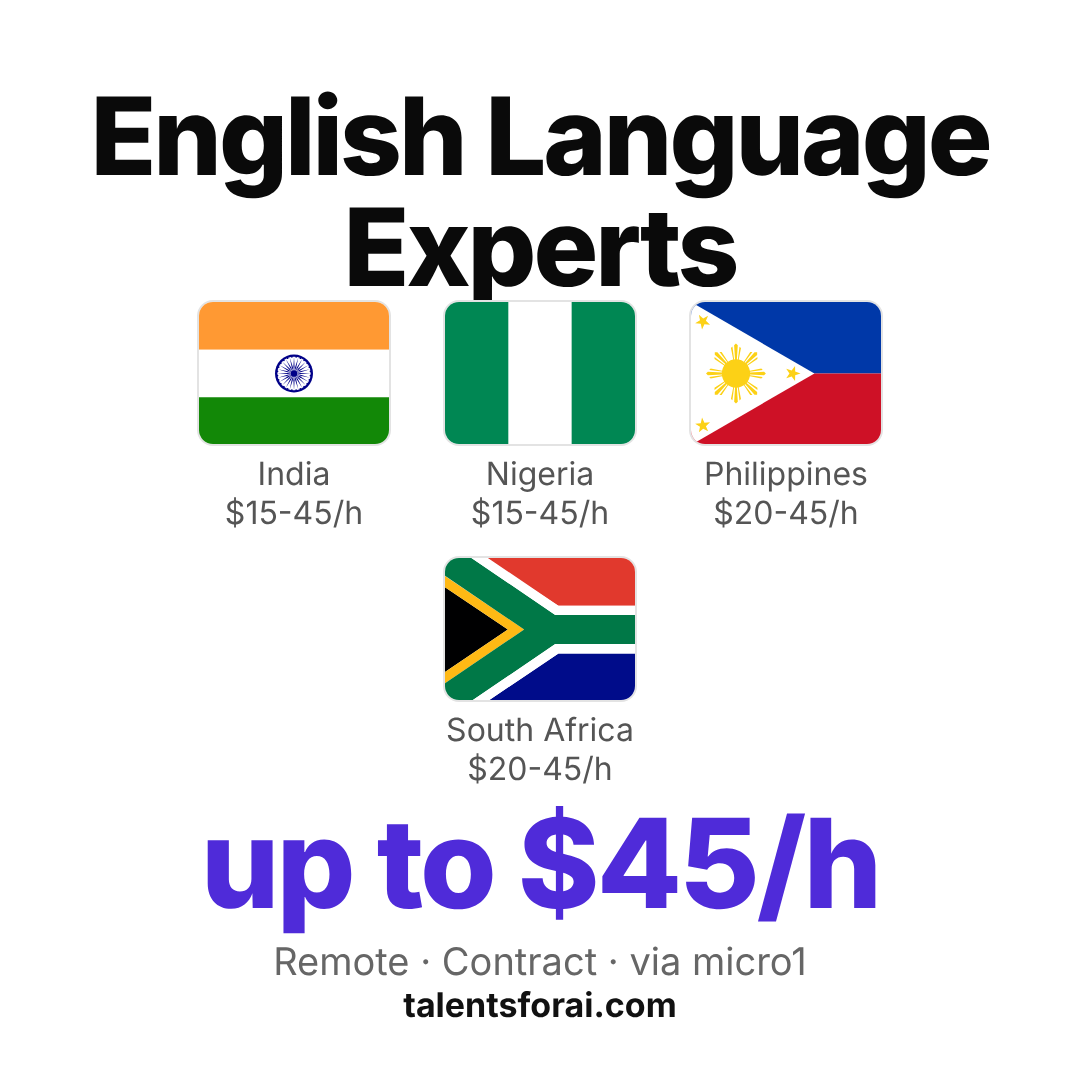 English Language
Experts
India
$15-45/h
Nigeria
$15-45/h
Philippines
$20-45/h
South Africa
$20-45/h
up to $45/h
Remote · Contract · via micro1
talentsforai.com